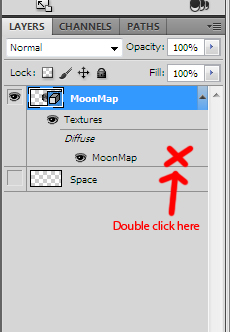 LAYERS CHANNELS PATHS
Normal Opacity: 100%
Lock: Fill: 100%
MoonMap
Textures
Diffuse
MoonMap
Space
Double click here